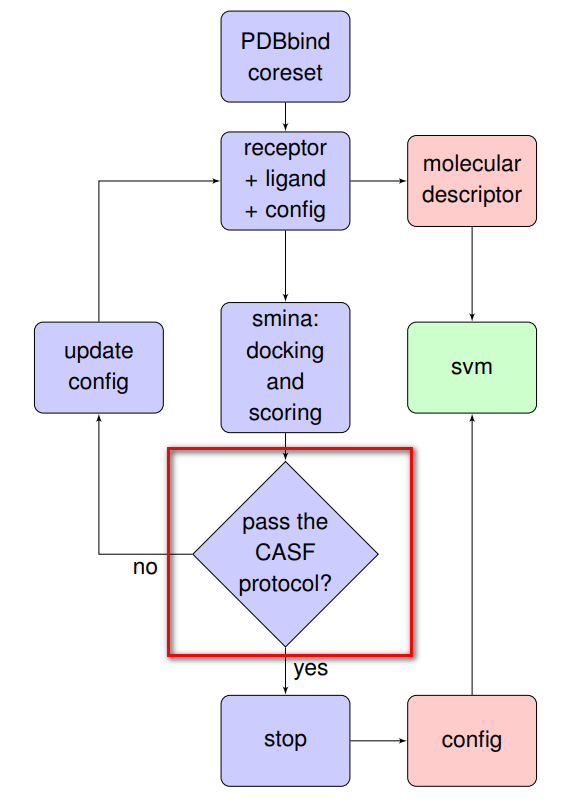 PDBbind
coreset
receptor
+ ligand
+ config
molecular
descriptor
smina:
docking
and
scoring
update
config
svm
pass the
CASF
protocol?
no
yes
stop
config